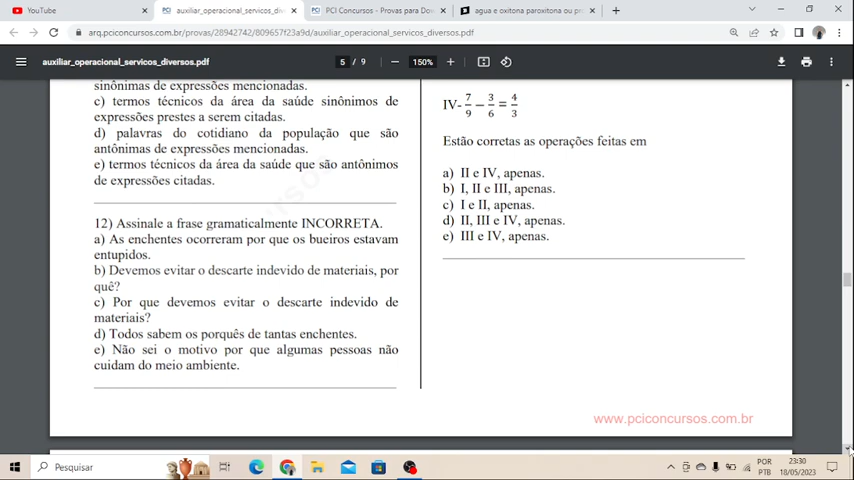 YouTube
auxiliar_operacional_servicos_div
PCI Concursos - Provas para Dow
agua e oxitona paroxitona ou pr
arq.pciconcursos.com.br/provas/28942742/809657f23a9d/auxiliar_operacional_servicos_diversos.pdf
auxiliar_operacional_servicos_diversos.pdf
5 / 9
150%
sinônimas de expressões mencionadas.
c) termos técnicos da área da saúde sinônimos de
expressões prestes a serem citadas.
d) palavras do cotidiano da população que são
antônimas de expressões mencionadas.
e) termos técnicos da área da saúde que são antônimos
de expressões citadas.
12) Assinale a frase gramaticalmente INCORRETA.
a) As enchentes ocorreram por que os bueiros estavam
entupidos.
b) Devemos evitar o descarte indevido de materiais, por
quê?
c) Por que devemos evitar o descarte indevido de
materiais?
d) Todos sabem os porquês de tantas enchentes.
e) Não sei o motivo por que algumas pessoas não
cuidam do meio ambiente.
IV- 7/9 − 3/6 = 4/3
Estão corretas as operações feitas em
a) II e IV, apenas.
b) I, II e III, apenas.
c) I e II, apenas.
d) II, III e IV, apenas.
e) III e IV, apenas.
www.pciconcursos.com.br
Pesquisar
POR
PTB
23:30
18/05/2023